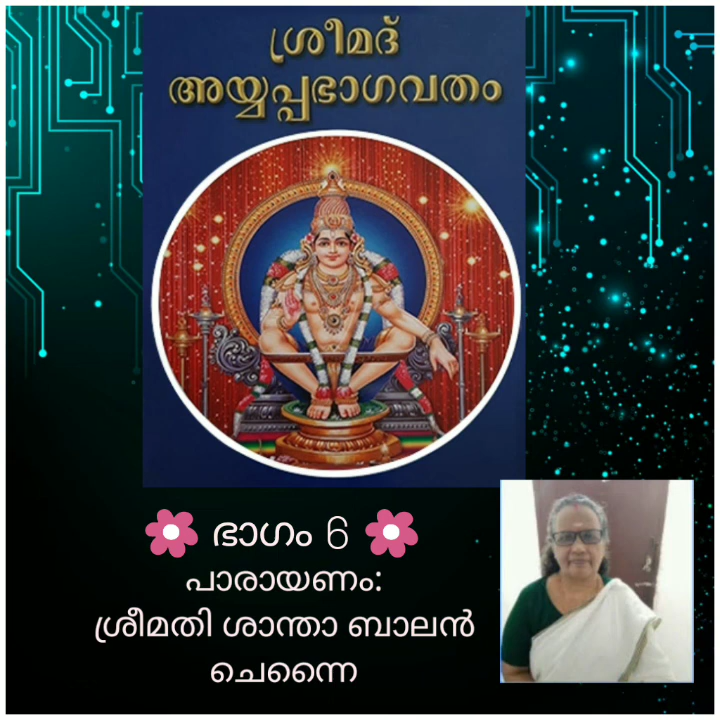 ശ്രീമദ്
അയ്യപ്പഭാഗവതം
ഭാഗം 6
പാരായണം:
ശ്രീമതി ശാന്താ ബാലൻ
ചെന്നൈ